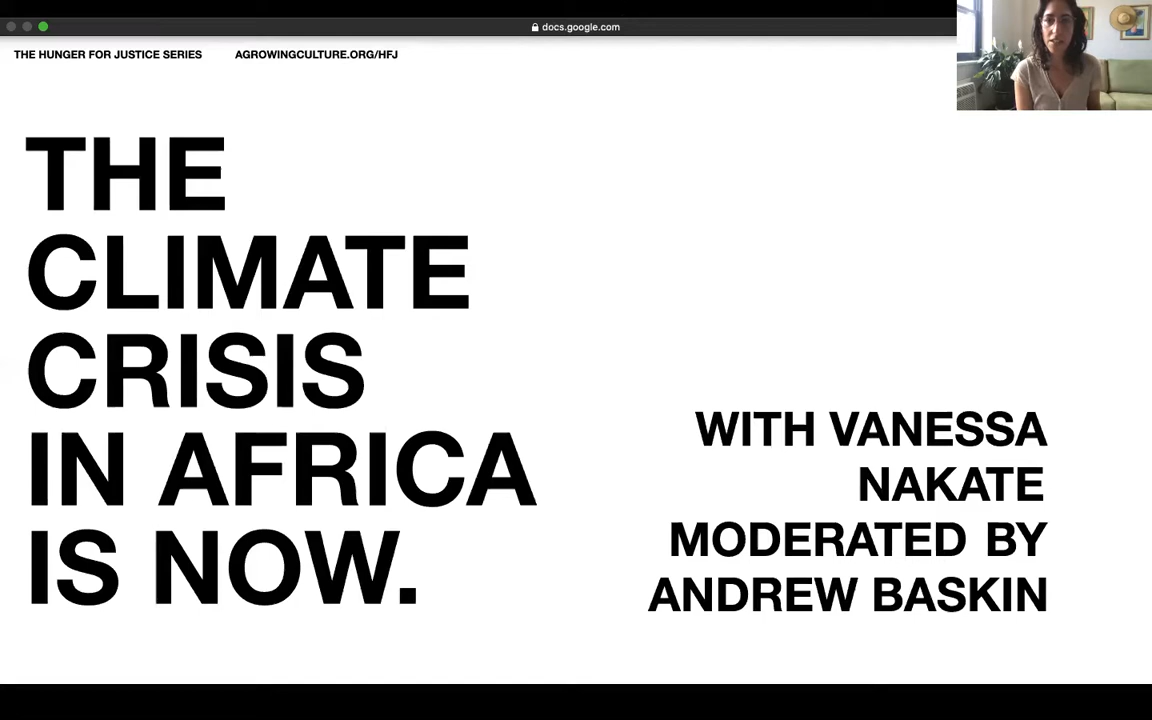 docs.google.com
THE HUNGER FOR JUSTICE SERIES AGROWINGCULTURE.ORG/HFJ
THE
CLIMATE
CRISIS
IN AFRICA
IS NOW.
WITH VANESSA
NAKATE
MODERATED BY
ANDREW BASKIN